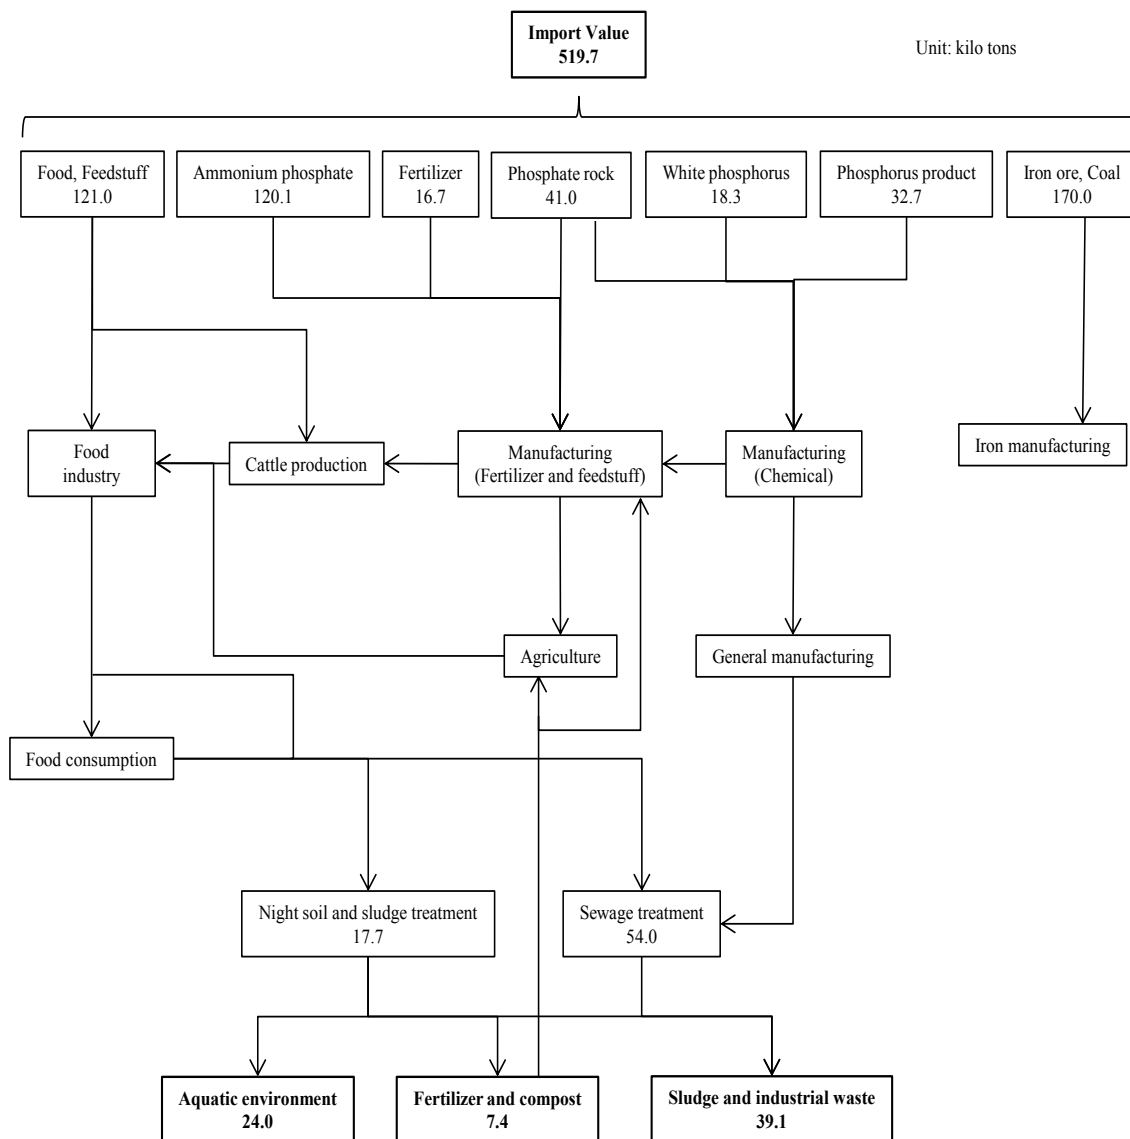 Import Value
519.7
Unit: kilo tons
Food, Feedstuff
121.0
Ammonium phosphate
120.1
Fertilizer
16.7
Phosphate rock
41.0
White phosphorus
18.3
Phosphorus product
32.7
Iron ore, Coal
170.0
Food
industry
Cattle production
Manufacturing
(Fertilizer and feedstuff)
Manufacturing
(Chemical)
Iron manufacturing
Agriculture
General manufacturing
Food consumption
Night soil and sludge treatment
17.7
Sewage treatment
54.0
Aquatic environment
24.0
Fertilizer and compost
7.4
Sludge and industrial waste
39.1